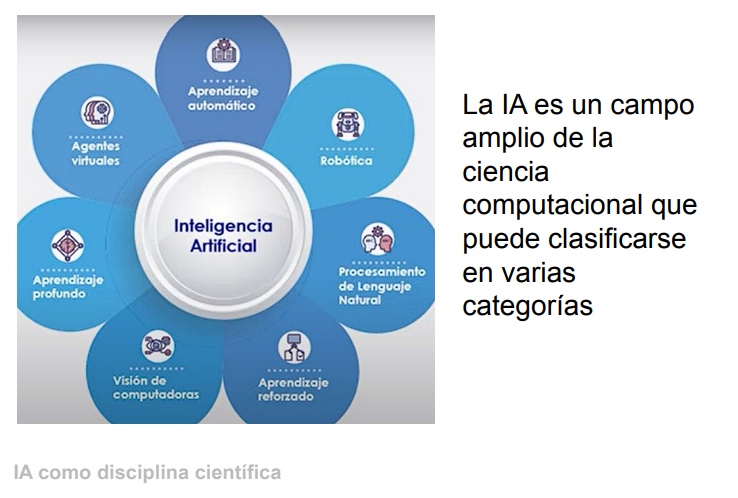 Aprendizaje
automático
Agentes
virtuales
Robótica
Inteligencia
Artificial
Aprendizaje
profundo
Procesamiento
de Lenguaje
Natural
Visión de
computadoras
Aprendizaje
reforzado
La IA es un campo
amplio de la
ciencia
computacional que
puede clasificarse
en varias
categorías
IA como disciplina científica